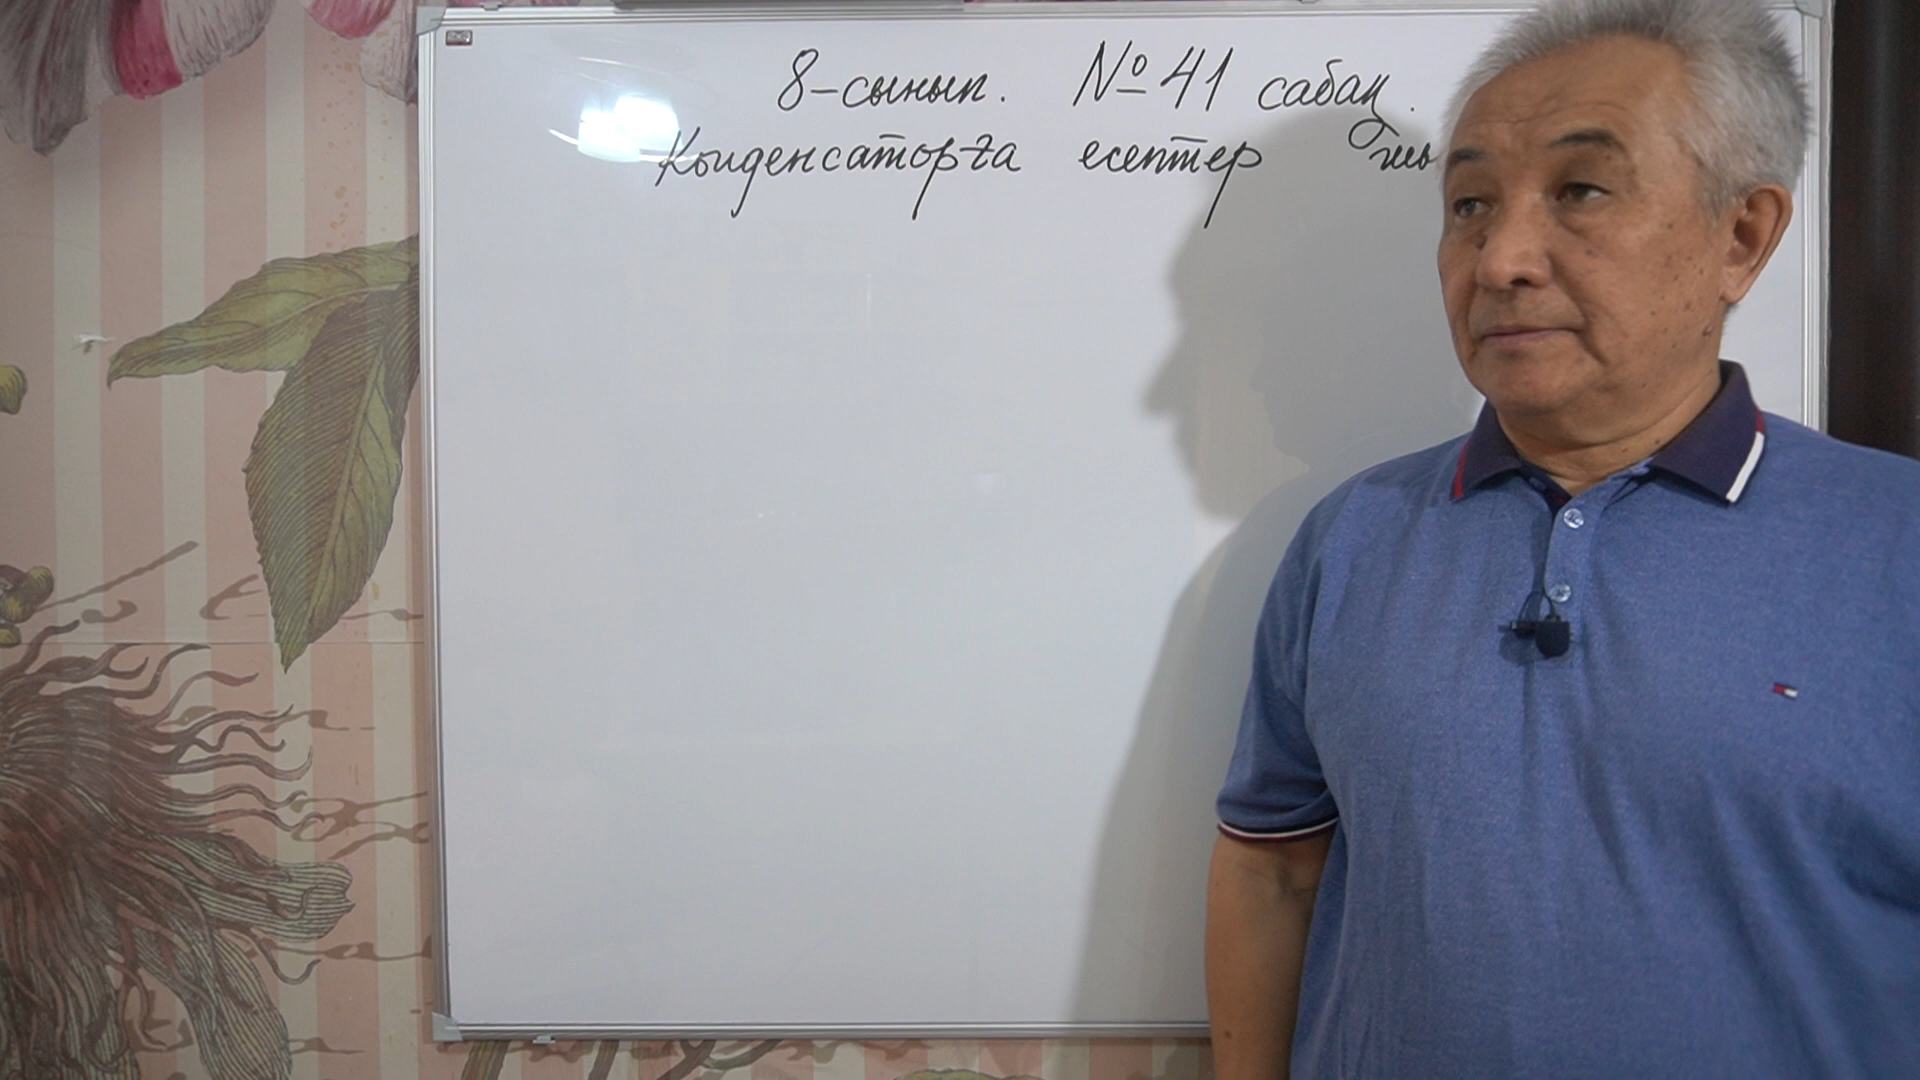 8-сынып. № 41 сабақ.
Конденсаторға есептер